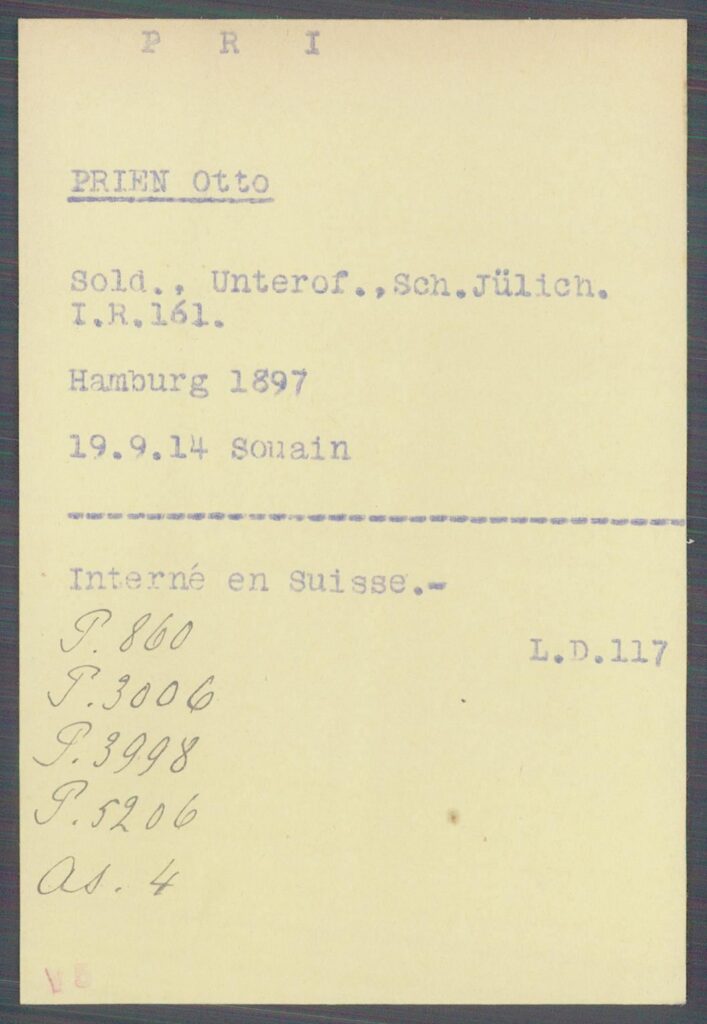 P R I
PRIEN Otto
Sold., Unterof.,Sch.Jülich.
I.R.161.
Hamburg 1897
19.9.14 Souain
Interné en Suisse.-
P. 860
L.D.117
P.3006
P.3998
P.5206
As. 4